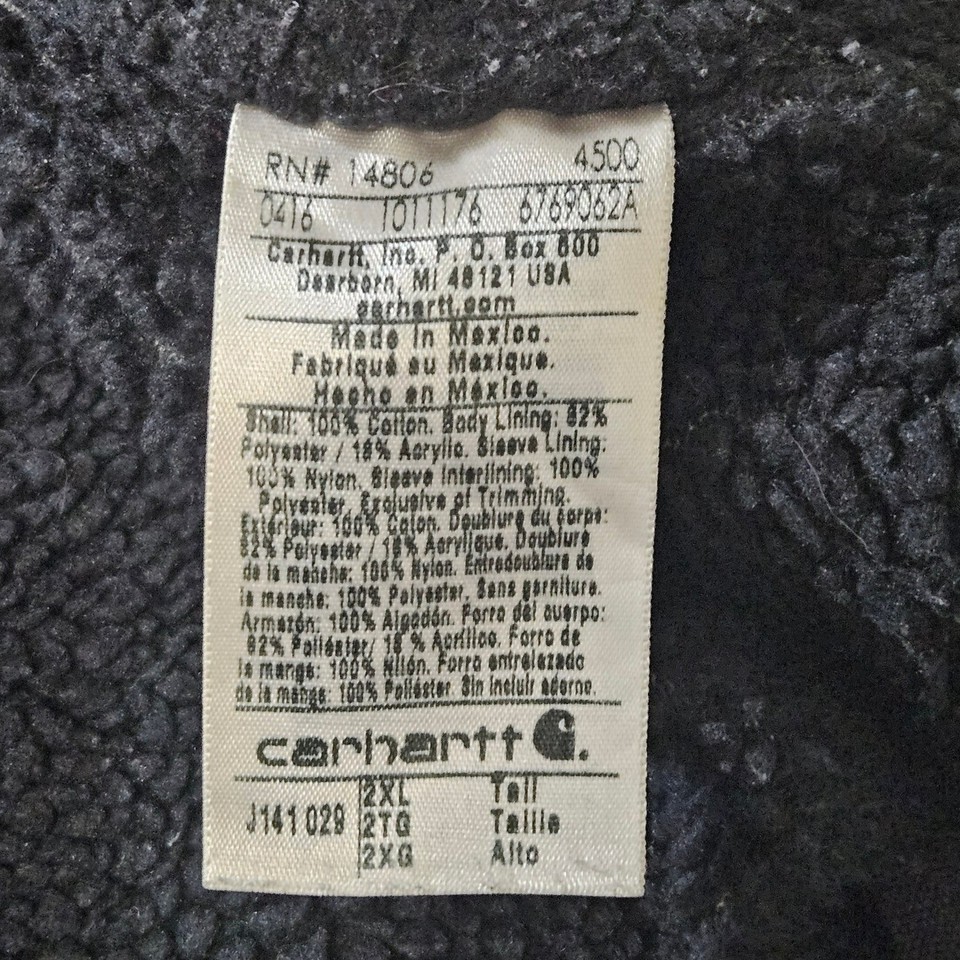 RN# 14806 4500
0416 1011176 6769062A
Carhartt, Inc. P. O. Box 600
Dearborn, MI 48121 USA
carhartt.com
Made in Mexico.
Fabriqué au Mexique.
Hecho en México.
Shell: 100% Cotton. Body Lining: 82%
Polyester / 18% Acrylic. Sleeve Lining:
100% Nylon. Sleeve Interlining: 100%
Polyester. Exclusive of Trimming.
Extérieur: 100% Coton. Doublure du corps:
82% Polyester / 18% Acrylique. Doublure
de la manche: 100% Nylon. Entredoublure de
la manche: 100% Polyester. Sans garniture.
Armazón: 100% Algodón. Forro del cuerpo:
82% Poliéster/ 18 % Acrílico. Forro de
la manga: 100% Nilón. Forro entrelazado
de la manga: 100% Poliéster. Sin incluir adorno.
carhartt
J141 029
2XL Tall
2TG Taille
2XG Alto